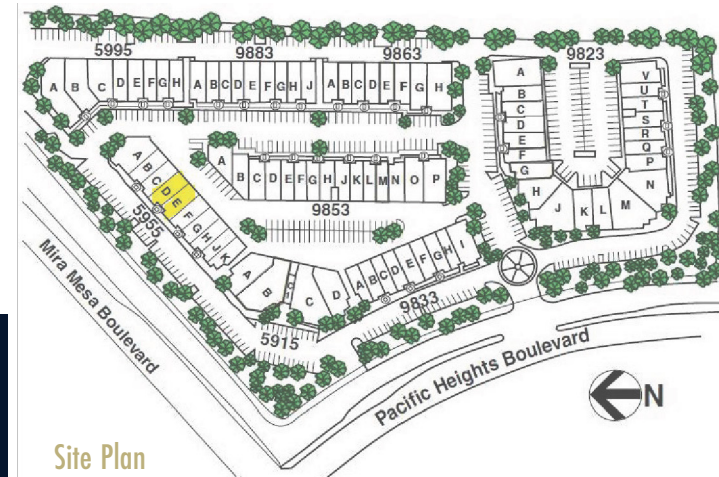 5995 9883 9863 9823
A B C D E F G H
A B C D E F G H J
A B C D E F G H
A B C D E F G H J K L M N
P Q R S T U V
A B C D E F G H J K
5955
A B C D E F G H J K L M N O P
9853
A B C D
5915
A B C D E F G H I
9833
Mira Mesa Boulevard
Pacific Heights Boulevard
N
Site Plan